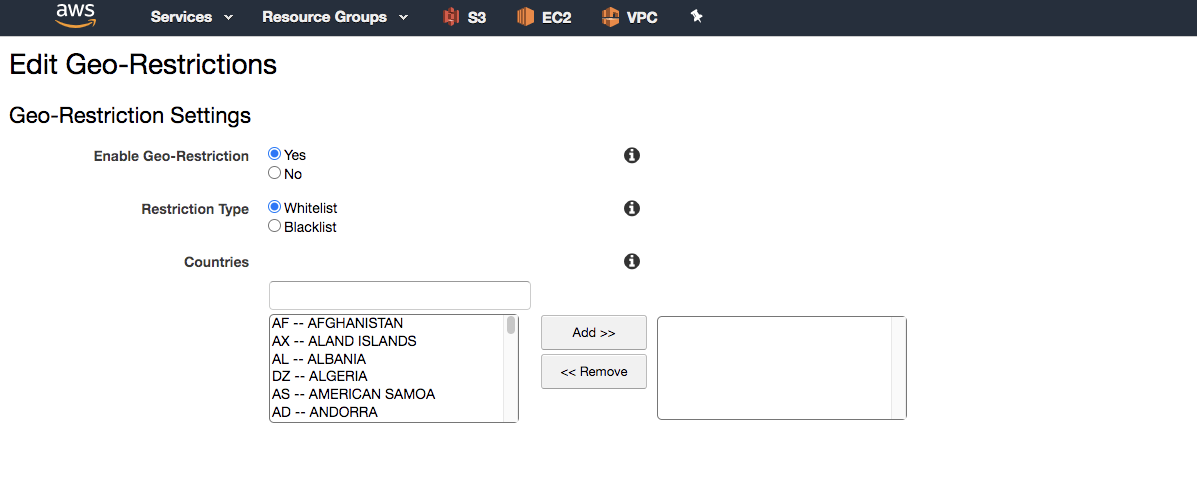 aws Services Resource Groups S3 EC2 VPC
Edit Geo-Restrictions
Geo-Restriction Settings
Enable Geo-Restriction Yes
No
Restriction Type Whitelist
Blacklist
Countries
AF -- AFGHANISTAN
AX -- ALAND ISLANDS
AL -- ALBANIA
DZ -- ALGERIA
AS -- AMERICAN SAMOA
AD -- ANDORRA
Add >>
<< Remove